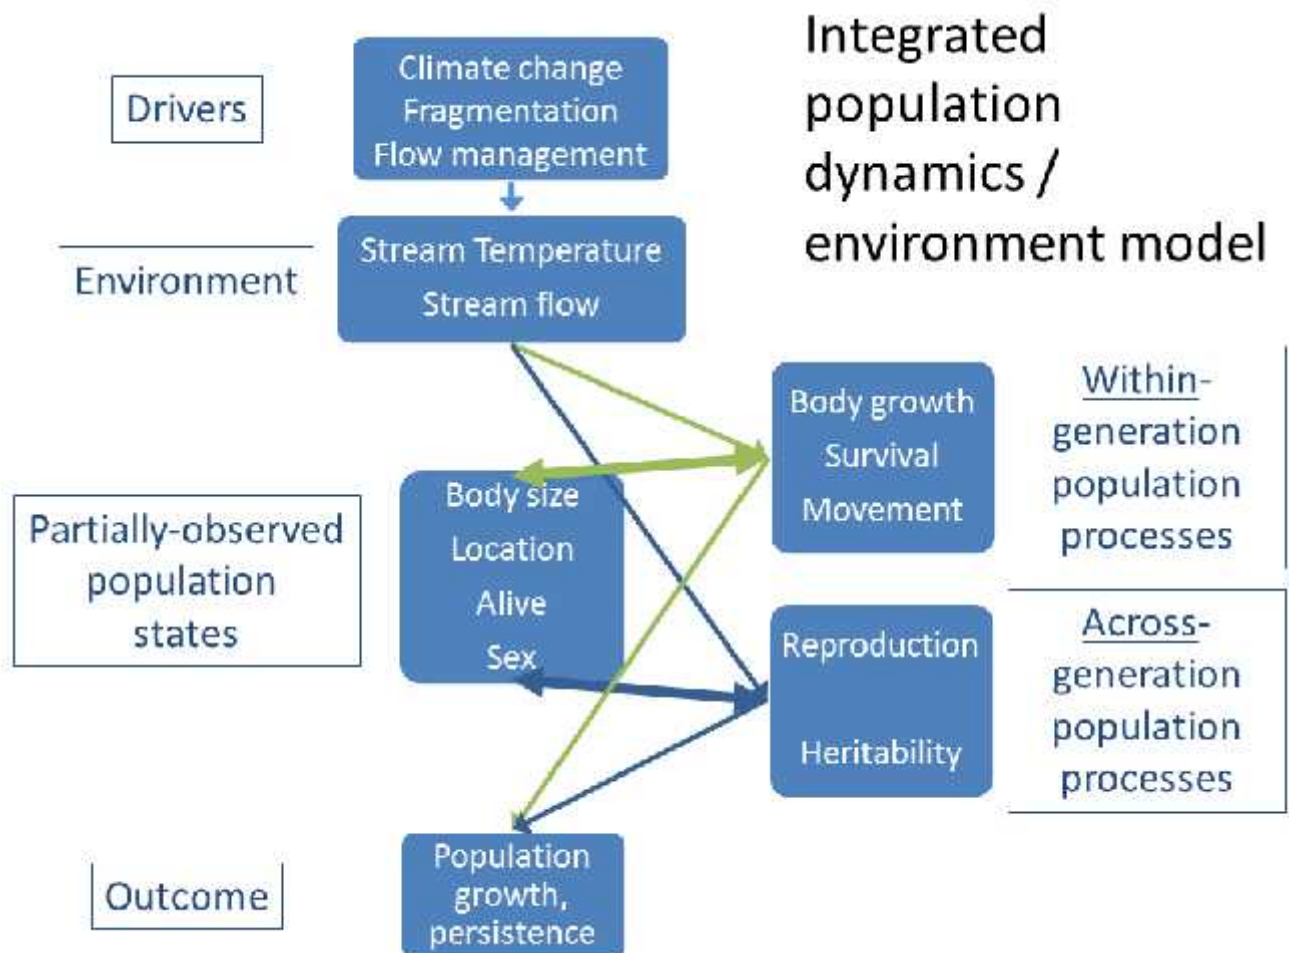 Integrated
population
dynamics /
environment model
Drivers
Climate change
Fragmentation
Flow management
Environment
Stream Temperature
Stream flow
Body growth
Survival
Movement
Within-
generation
population
processes
Partially-observed
population
states
Body size
Location
Alive
Sex
Reproduction
Heritability
Across-
generation
population
processes
Outcome
Population
growth,
persistence